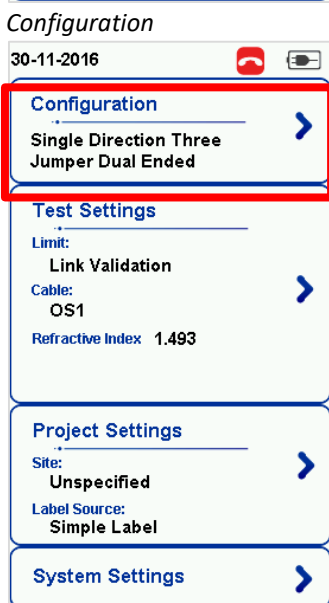 Configuration
30-11-2016
Configuration
Single Direction Three
Jumper Dual Ended
Test Settings
Limit:
Link Validation
Cable:
OS1
Refractive Index 1.493
Project Settings
Site:
Unspecified
Label Source:
Simple Label
System Settings